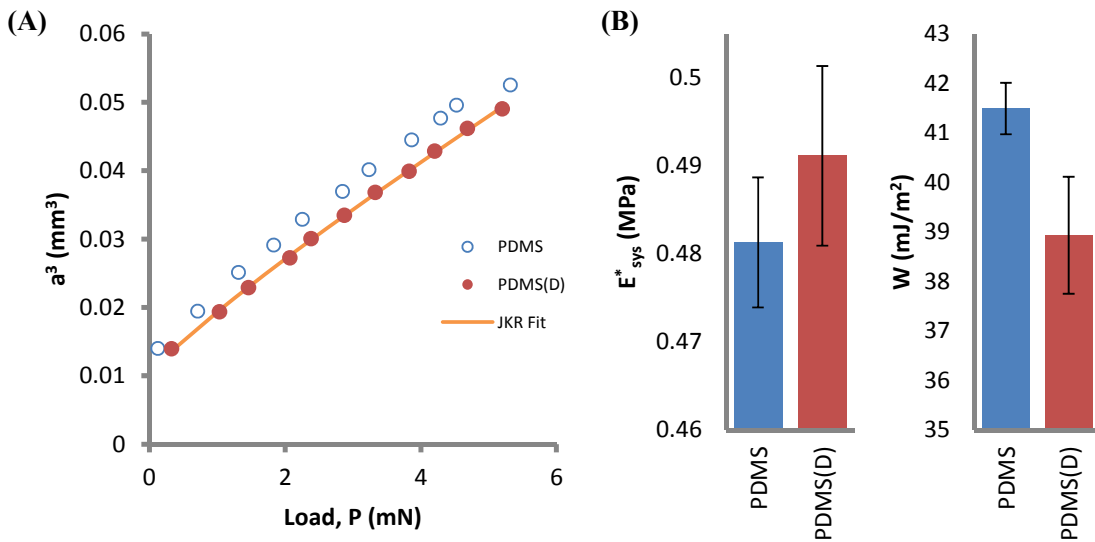 (A)
0.06
0.05
0.04
0.03
0.02
0.01
0
a³ (mm³)
0 2 4 6
Load, P (mN)
PDMS
PDMS(D)
JKR Fit
(B)
0.5
0.49
0.48
0.47
0.46
E*sys (MPa)
PDMS
PDMS(D)
43
42
41
40
39
38
37
36
35
W (mJ/m²)
PDMS
PDMS(D)